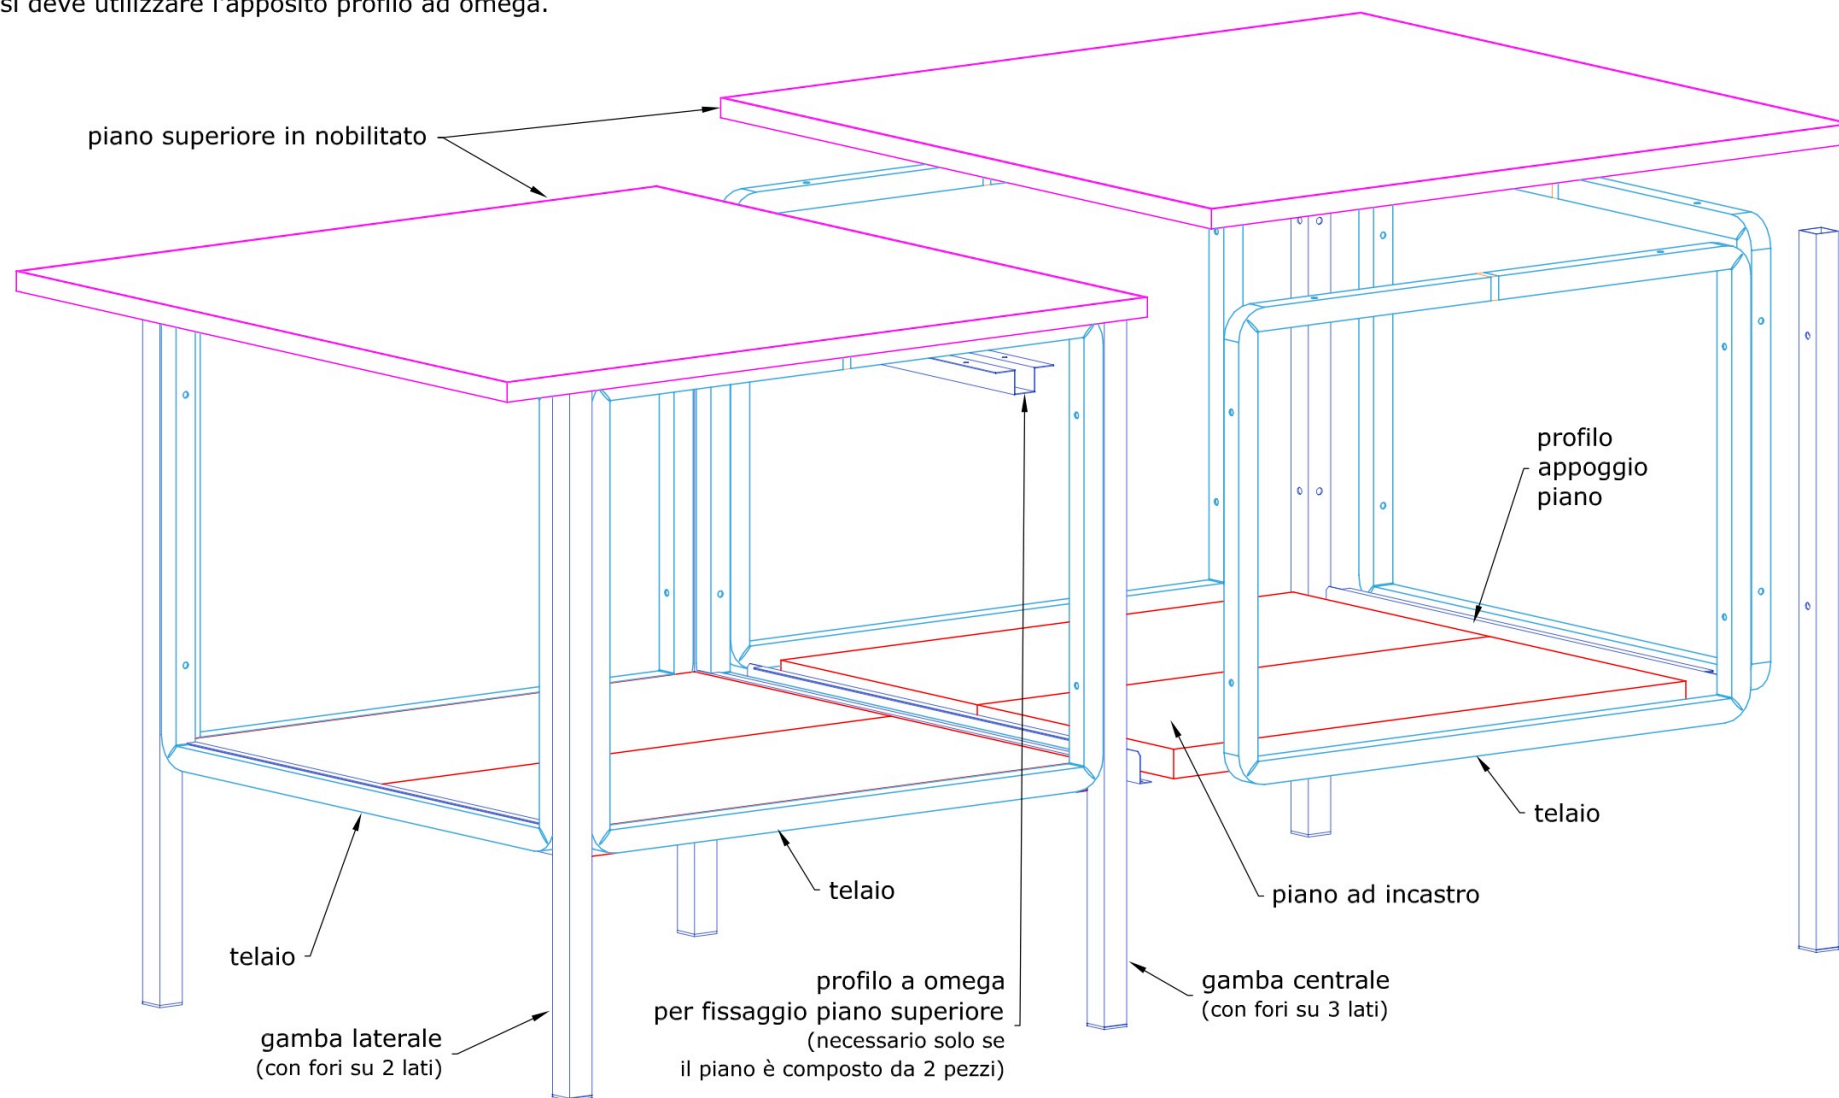 si deve utilizzare l'apposito profilo ad omega.
piano superiore in nobilitato
profilo
appoggio
piano
telaio
telaio
piano ad incastro
telaio
profilo a omega
per fissaggio piano superiore
(necessario solo se
il piano è composto da 2 pezzi)
gamba centrale
(con fori su 3 lati)
gamba laterale
(con fori su 2 lati)